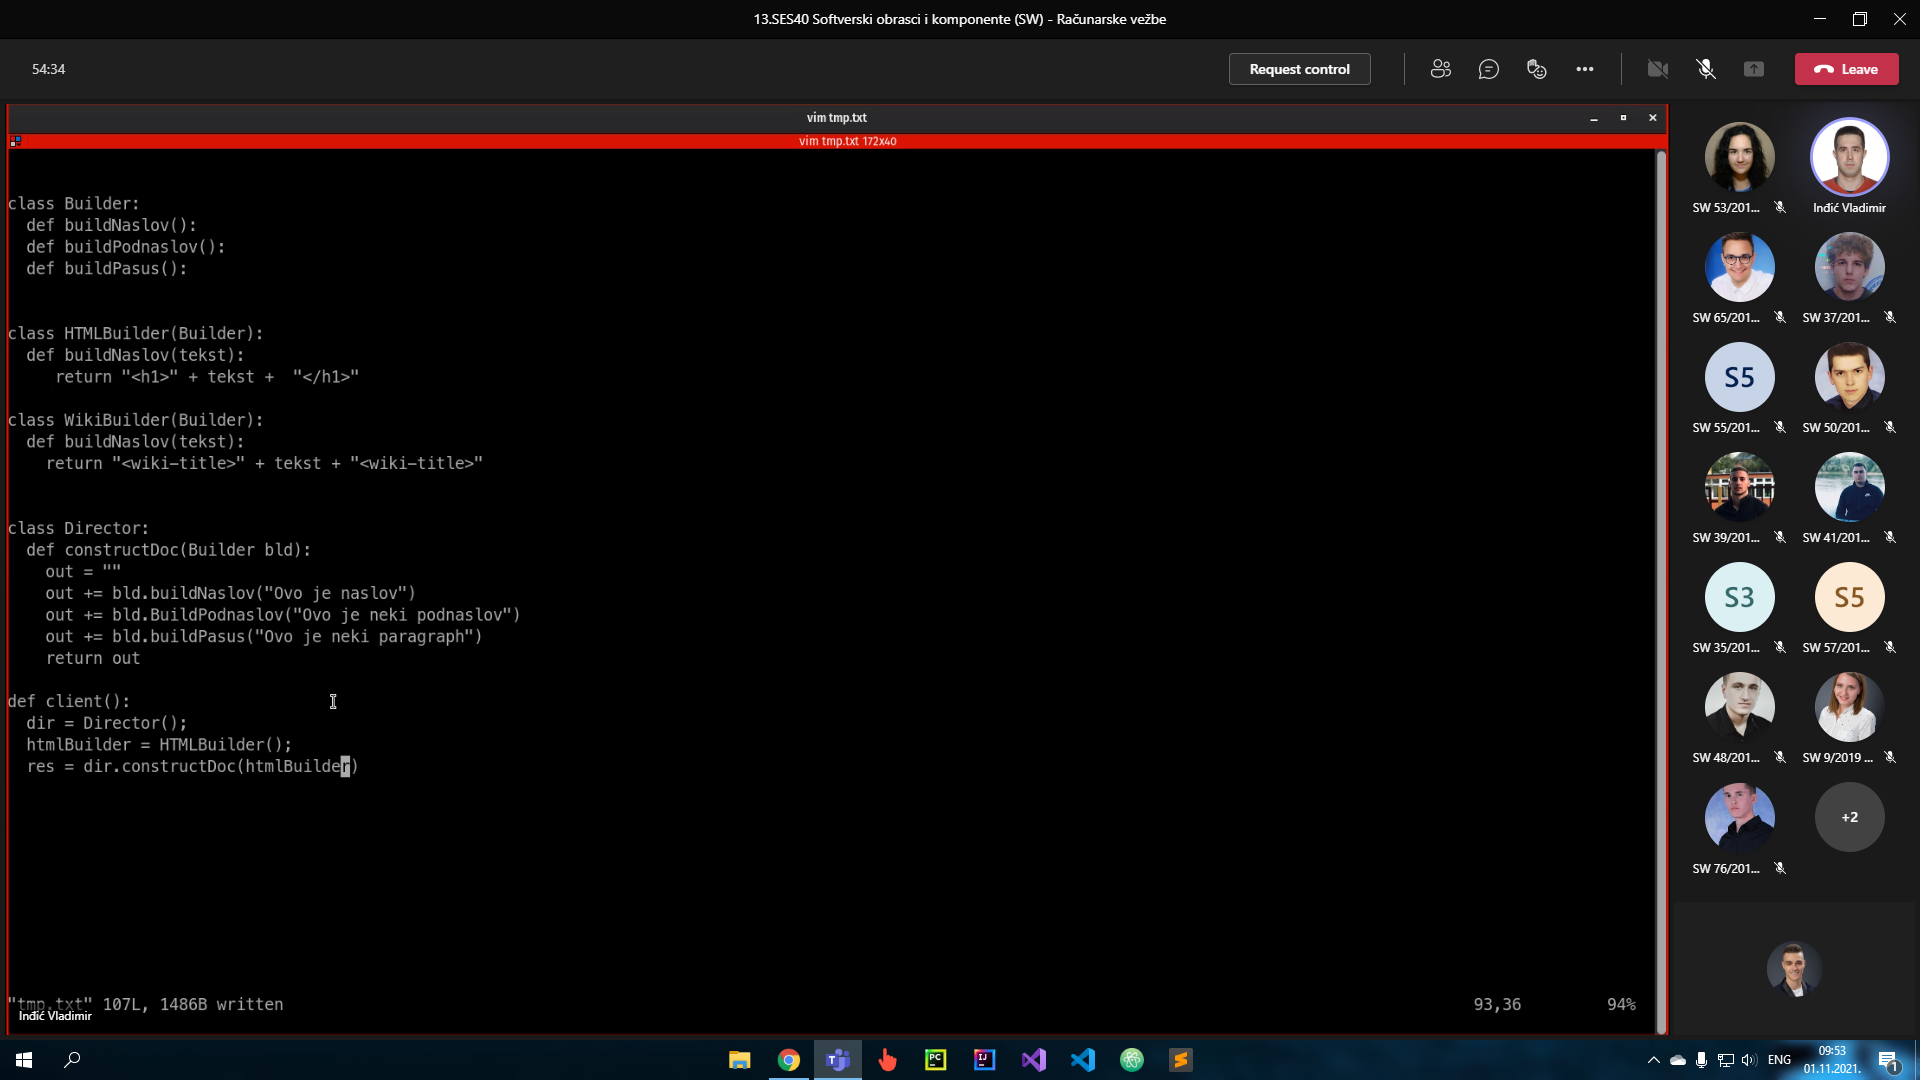 13.SES40 Softverski obrasci i komponente (SW) - Računarske vežbe
54:34
Request control
Leave
vim tmp.txt
vim tmp.txt 172x40
class Builder:
def buildNaslov():
def buildPodnaslov():
def buildPasus():
class HTMLBuilder(Builder):
def buildNaslov(tekst):
return "<h1>" + tekst +  "</h1>"
class WikiBuilder(Builder):
def buildNaslov(tekst):
return "<wiki-title>" + tekst + "<wiki-title>"
class Director:
def constructDoc(Builder bld):
out = ""
out += bld.buildNaslov("Ovo je naslov")
out += bld.BuildPodnaslov("Ovo je neki podnaslov")
out += bld.buildPasus("Ovo je neki paragraph")
return out
def client():
dir = Director();
htmlBuilder = HTMLBuilder();
res = dir.constructDoc(htmlBuilder)
"tmp.txt" 107L, 1486B written
93,36
94%
Inđić Vladimir
SW 53/201...
Inđić Vladimir
SW 65/201...
SW 37/201...
S5
SW 55/201...
SW 50/201...
SW 39/201...
SW 41/201...
S3
S5
SW 35/201...
SW 57/201...
SW 48/201...
SW 9/2019 ...
+2
SW 76/201...
PC
IJ
ENG
09:53
01.11.2021.
1